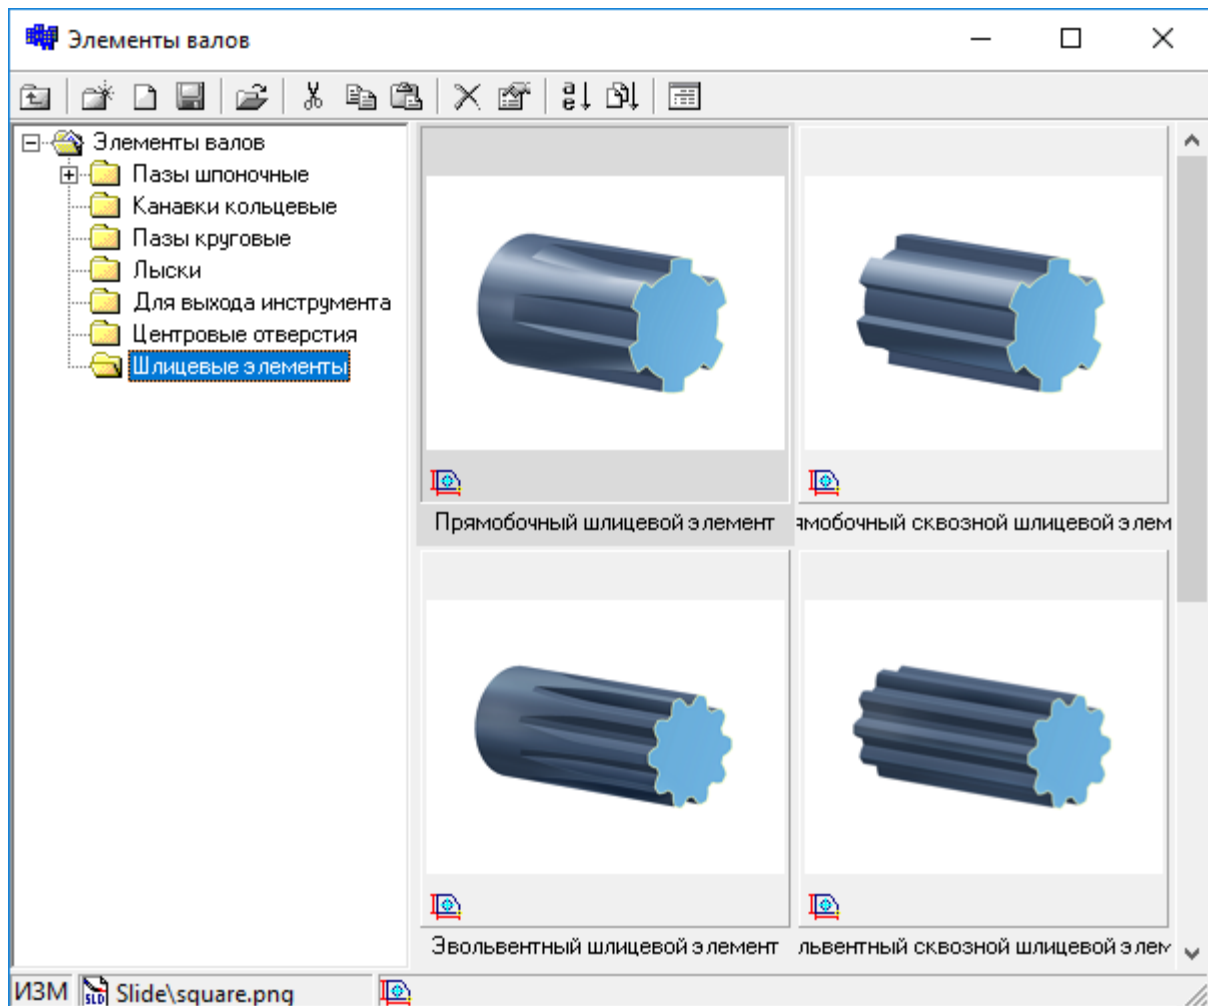 Элементы валов
Элементы валов
Пазы шпоночные
Канавки кольцевые
Пазы круговые
Лыски
Для выхода инструмента
Центровые отверстия
Шлицевые элементы
Прямобочный шлицевой элемент
ямобочный сквозной шлицевой элем
Эвольвентный шлицевой элемент
львентный сквозной шлицевой элем
ИЗМ SLD Slide\square.png